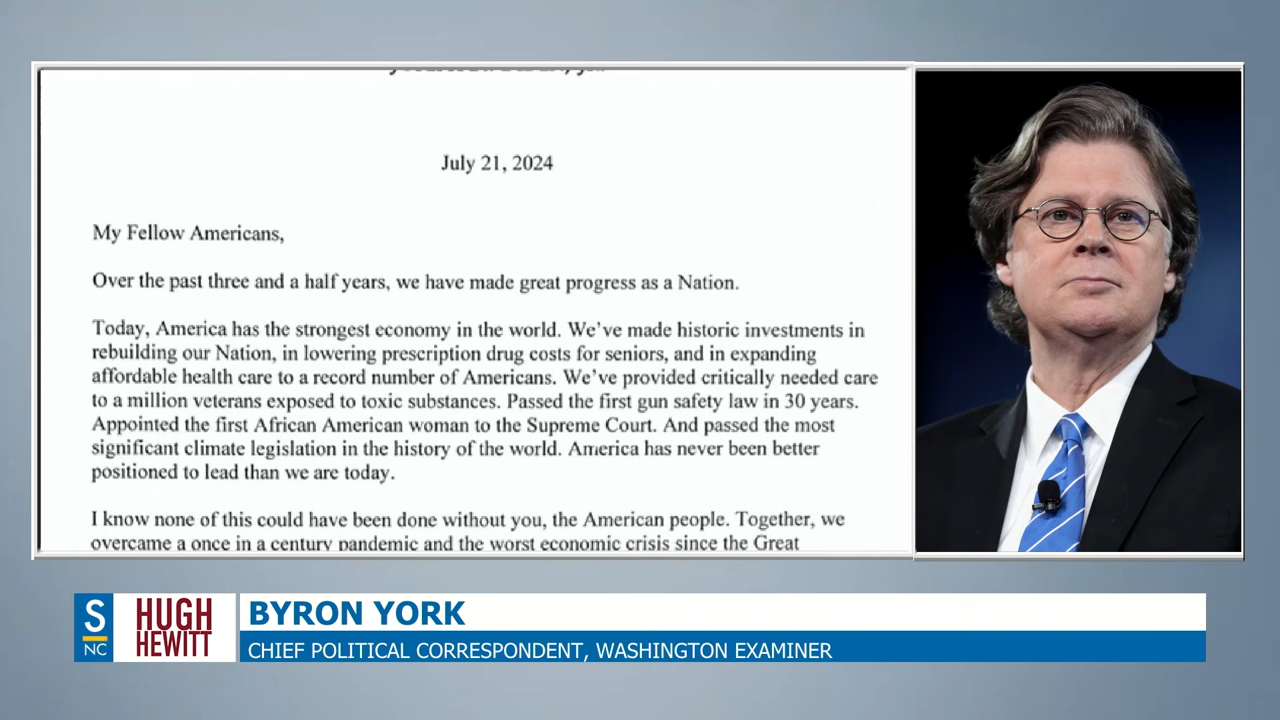 July 21, 2024
My Fellow Americans,
Over the past three and a half years, we have made great progress as a Nation.
Today, America has the strongest economy in the world. We've made historic investments in
rebuilding our Nation, in lowering prescription drug costs for seniors, and in expanding
affordable health care to a record number of Americans. We've provided critically needed care
to a million veterans exposed to toxic substances. Passed the first gun safety law in 30 years.
Appointed the first African American woman to the Supreme Court. And passed the most
significant climate legislation in the history of the world. America has never been better
positioned to lead than we are today.
I know none of this could have been done without you, the American people. Together, we
overcame a once in a century pandemic and the worst economic crisis since the Great
S
NC
HUGH
HEWITT
BYRON YORK
CHIEF POLITICAL CORRESPONDENT, WASHINGTON EXAMINER